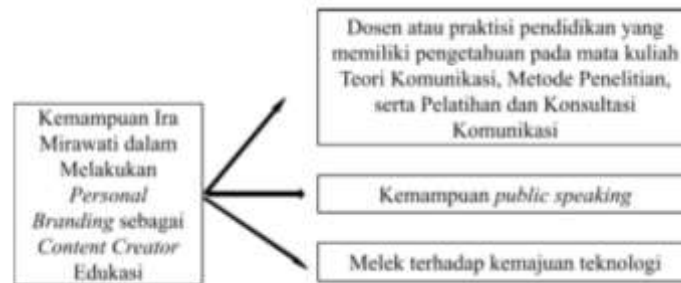 Kemampuan Ira
Mirawati dalam
Melakukan
Personal
Branding sebagai
Content Creator
Edukasi
Dosen atau praktisi pendidikan yang
memiliki pengetahuan pada mata kuliah
Teori Komunikasi, Metode Penelitian,
serta Pelatihan dan Konsultasi
Komunikasi
Kemampuan public speaking
Melek terhadap kemajuan teknologi